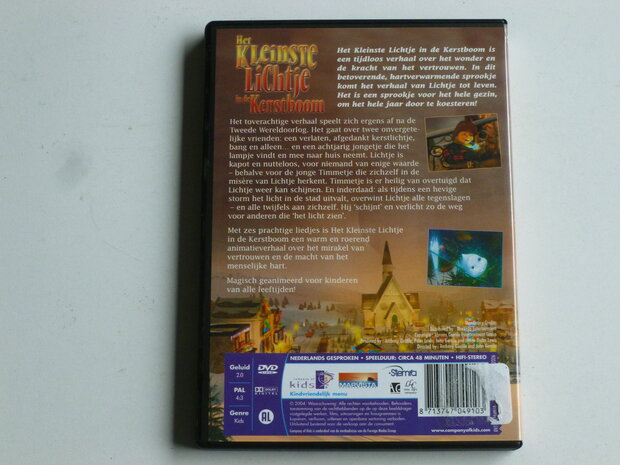 Het
KLEINSTE
LICHTJE
in de
Kerstboom
Het Kleinste Lichtje in de Kerstboom is
een tijdloos verhaal over het wonder en
de kracht van het vertrouwen. In dit
betoverende, hartverwarmende sprookje
komt het verhaal van Lichtje tot leven.
Het is een sprookje voor het hele gezin,
om het hele jaar door te koesteren!
Het toverachtige verhaal speelt zich ergens af na de
Tweede Wereldoorlog. Het gaat over twee onvergete-
lijke vrienden: een verlaten, afgedankt kerstlichtje,
bang en alleen... en een achtjarig jongetje die het
lampje vindt en mee naar huis neemt. Lichtje is
kapot en nutteloos, voor niemand van enige waarde
– behalve voor de jonge Timmetje die zichzelf in de
misère van Lichtje herkent. Timmetje is er heilig van overtuigd dat
Lichtje weer kan schijnen. En inderdaad: als tijdens een hevige
storm het licht in de stad uitvalt, overwint Lichtje alle tegenslagen
– en alle twijfels aan zichzelf. Hij 'schijnt' en verlicht zo de weg
voor anderen die 'het licht zien'.
Met zes prachtige liedjes is Het Kleinste Lichtje
in de Kerstboom een warm en roerend
animatieverhaal over het mirakel van
vertrouwen en de macht van het
menselijke hart.
Magisch geanimeerd voor kinderen
van alle leeftijden!
NEDERLANDS GESPROKEN • SPEELDUUR: CIRCA 48 MINUTEN • HIFI-STEREO
Geluid
2.0
PAL
4:3
Genre
Kids
DVD
VIDEO
DOLBY
DIGITAL
AL
kids
MARVISTA
Stemra
Kindvriendelijk menu
© 2004. Waarschuwing: Alle rechten voorbehouden.
8 713747 049103
www.companyofkids.com